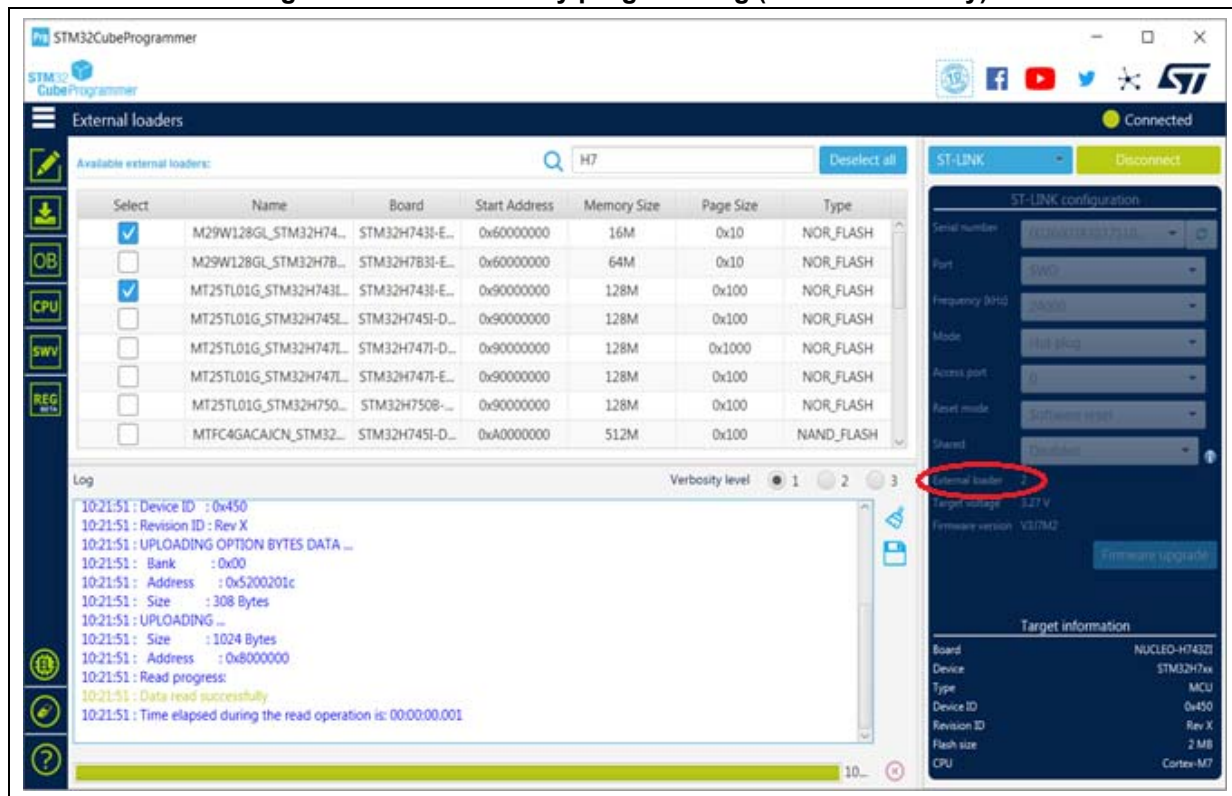 STM32CubeProgrammer
STM32
CubeProgrammer
External loaders
Connected
Available external loaders:
H7
Deselect all
ST-LINK
Disconnect
Select Name Board Start Address Memory Size Page Size Type
M29W128GL_STM32H74... STM32H743I-E... 0x60000000 16M 0x10 NOR_FLASH
M29W128GL_STM32H7B... STM32H7B3I-E... 0x60000000 64M 0x10 NOR_FLASH
MT25TL01G_STM32H743I... STM32H743I-E... 0x90000000 128M 0x100 NOR_FLASH
MT25TL01G_STM32H745I... STM32H745I-D... 0x90000000 128M 0x100 NOR_FLASH
MT25TL01G_STM32H747I... STM32H747I-D... 0x90000000 128M 0x1000 NOR_FLASH
MT25TL01G_STM32H747I... STM32H747I-E... 0x90000000 128M 0x100 NOR_FLASH
MT25TL01G_STM32H750... STM32H750B-... 0x90000000 128M 0x100 NOR_FLASH
MTFC4GACAJCN_STM32... STM32H745I-D... 0xA0000000 512M 0x100 NAND_FLASH
OB
CPU
SWV
REG
BETA
Log
Verbosity level 1 2 3
10:21:51 : Device ID : 0x450
10:21:51 : Revision ID : Rev X
10:21:51 : UPLOADING OPTION BYTES DATA ...
10:21:51 : Bank : 0x00
10:21:51 : Address : 0x5200201c
10:21:51 : Size : 308 Bytes
10:21:51 : UPLOADING ...
10:21:51 : Size : 1024 Bytes
10:21:51 : Address : 0x8000000
10:21:51 : Read progress:
10:21:51 : Data read successfully
10:21:51 : Time elapsed during the read operation is: 00:00:00.001
10...
ST-LINK configuration
Serial number
Port SWD
Frequency (kHz) 24000
Mode Hot plug
Access port 0
Reset mode Software reset
Shared Disabled
External loader 2
Target voltage 3.27 V
Firmware version V3J7M2
Firmware upgrade
Target information
Board NUCLEO-H743ZI
Device STM32H7xx
Type MCU
Device ID 0x450
Revision ID Rev X
Flash size 2 MB
CPU Cortex-M7